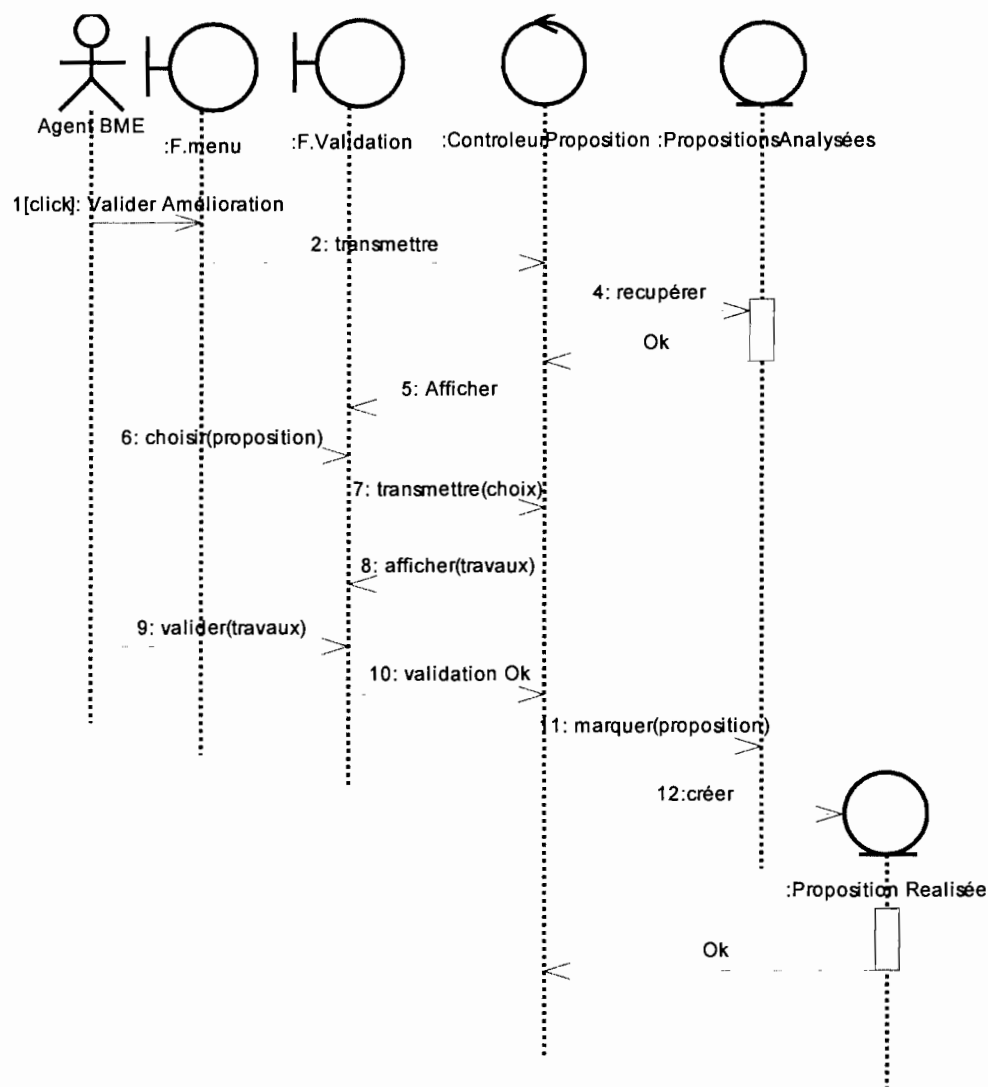 Agent BME
:F.menu
:F.Validation
:ControleurProposition
:PropositionsAnalysées
1[click]: Valider Amélioration
2: transmettre
4: recupérer
Ok
5: Afficher
6: choisir(proposition)
7: transmettre(choix)
8: afficher(travaux)
9: valider(travaux)
10: validation Ok
11: marquer(proposition)
12:créer
:Proposition Realisée
Ok